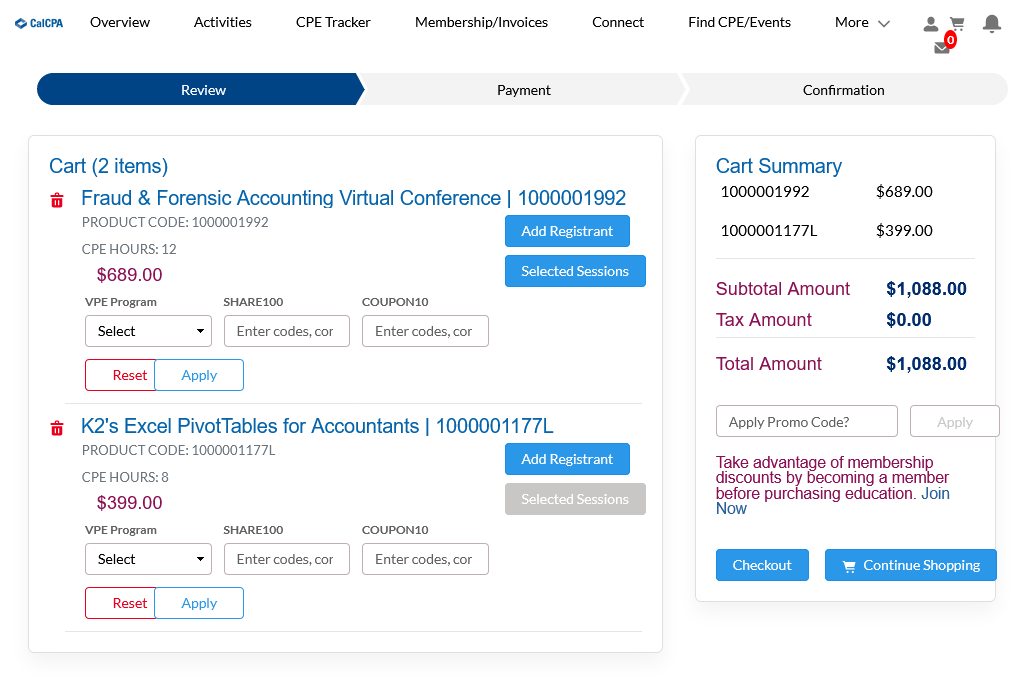 CalCPA
Overview
Activities
CPE Tracker
Membership/Invoices
Connect
Find CPE/Events
More
0
Review
Payment
Confirmation
Cart (2 items)
Fraud & Forensic Accounting Virtual Conference | 1000001992
PRODUCT CODE: 1000001992
Add Registrant
CPE HOURS: 12
Selected Sessions
$689.00
VPE Program
SHARE100
COUPON10
Select
Enter codes, cor
Enter codes, cor
Reset
Apply
K2's Excel PivotTables for Accountants | 1000001177L
PRODUCT CODE: 1000001177L
Add Registrant
CPE HOURS: 8
Selected Sessions
$399.00
VPE Program
SHARE100
COUPON10
Select
Enter codes, cor
Enter codes, cor
Reset
Apply
Cart Summary
1000001992 $689.00
1000001177L $399.00
Subtotal Amount $1,088.00
Tax Amount $0.00
Total Amount $1,088.00
Apply Promo Code?
Apply
Take advantage of membership
discounts by becoming a member
before purchasing education. Join
Now
Checkout
Continue Shopping